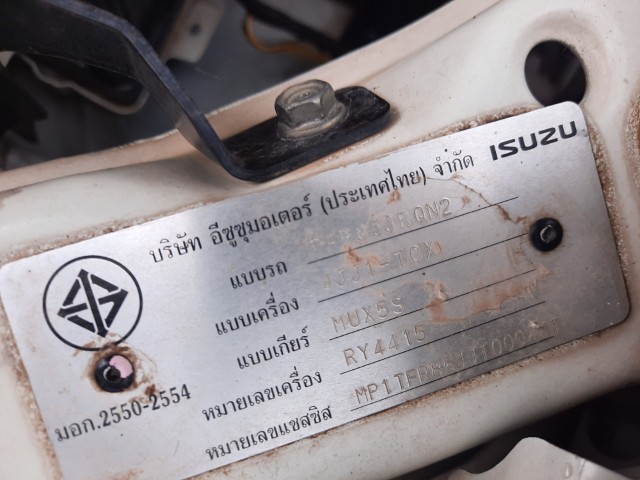 ISUZU
บริษัท อีซูซุมอเตอร์ (ประเทศไทย) จำกัด
แบบรถ
แบบเครื่อง
แบบเกียร์ MUX5S
หมายเลขเครื่อง RY4415
หมายเลขแชสซิส
มอก.2550-2554